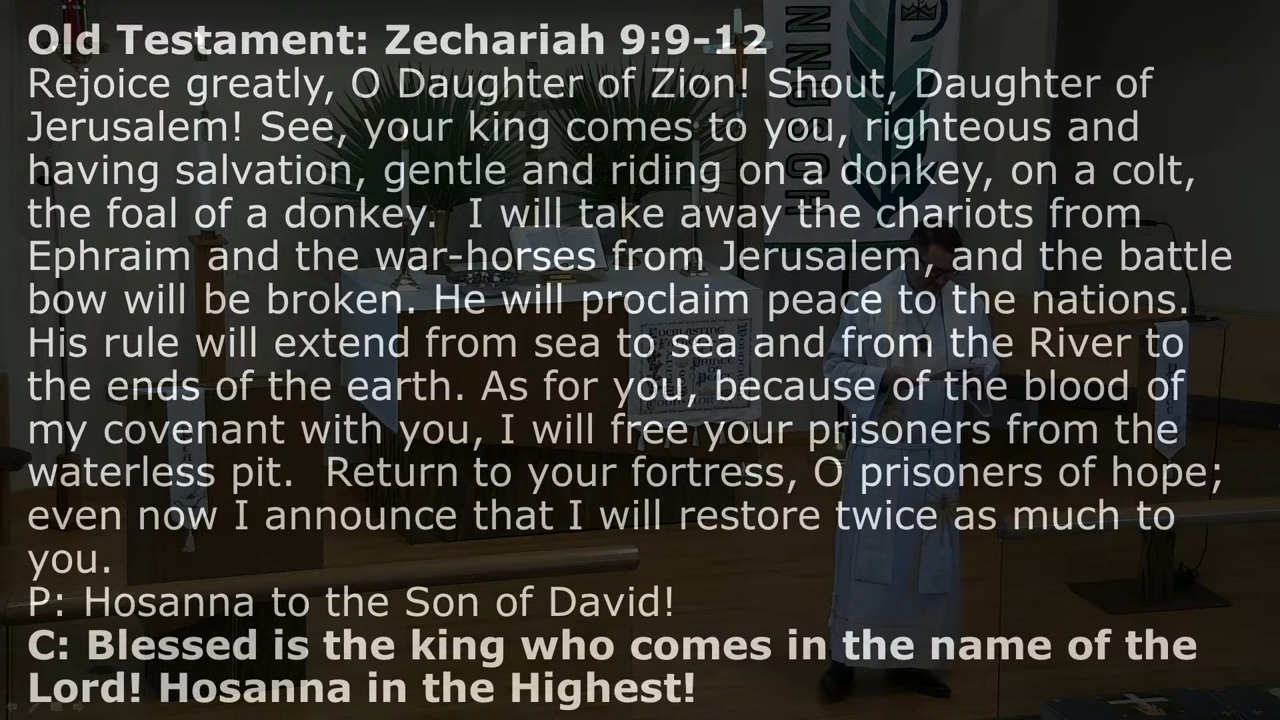 Old Testament: Zechariah 9:9-12
Rejoice greatly, O Daughter of Zion! Shout, Daughter of
Jerusalem! See, your king comes to you, righteous and
having salvation, gentle and riding on a donkey, on a colt,
the foal of a donkey.  I will take away the chariots from
Ephraim and the war-horses from Jerusalem, and the battle
bow will be broken. He will proclaim peace to the nations.
His rule will extend from sea to sea and from the River to
the ends of the earth. As for you, because of the blood of
my covenant with you, I will free your prisoners from the
waterless pit.  Return to your fortress, O prisoners of hope;
even now I announce that I will restore twice as much to
you.
P: Hosanna to the Son of David!
C: Blessed is the king who comes in the name of the
Lord! Hosanna in the Highest!
HOSANN